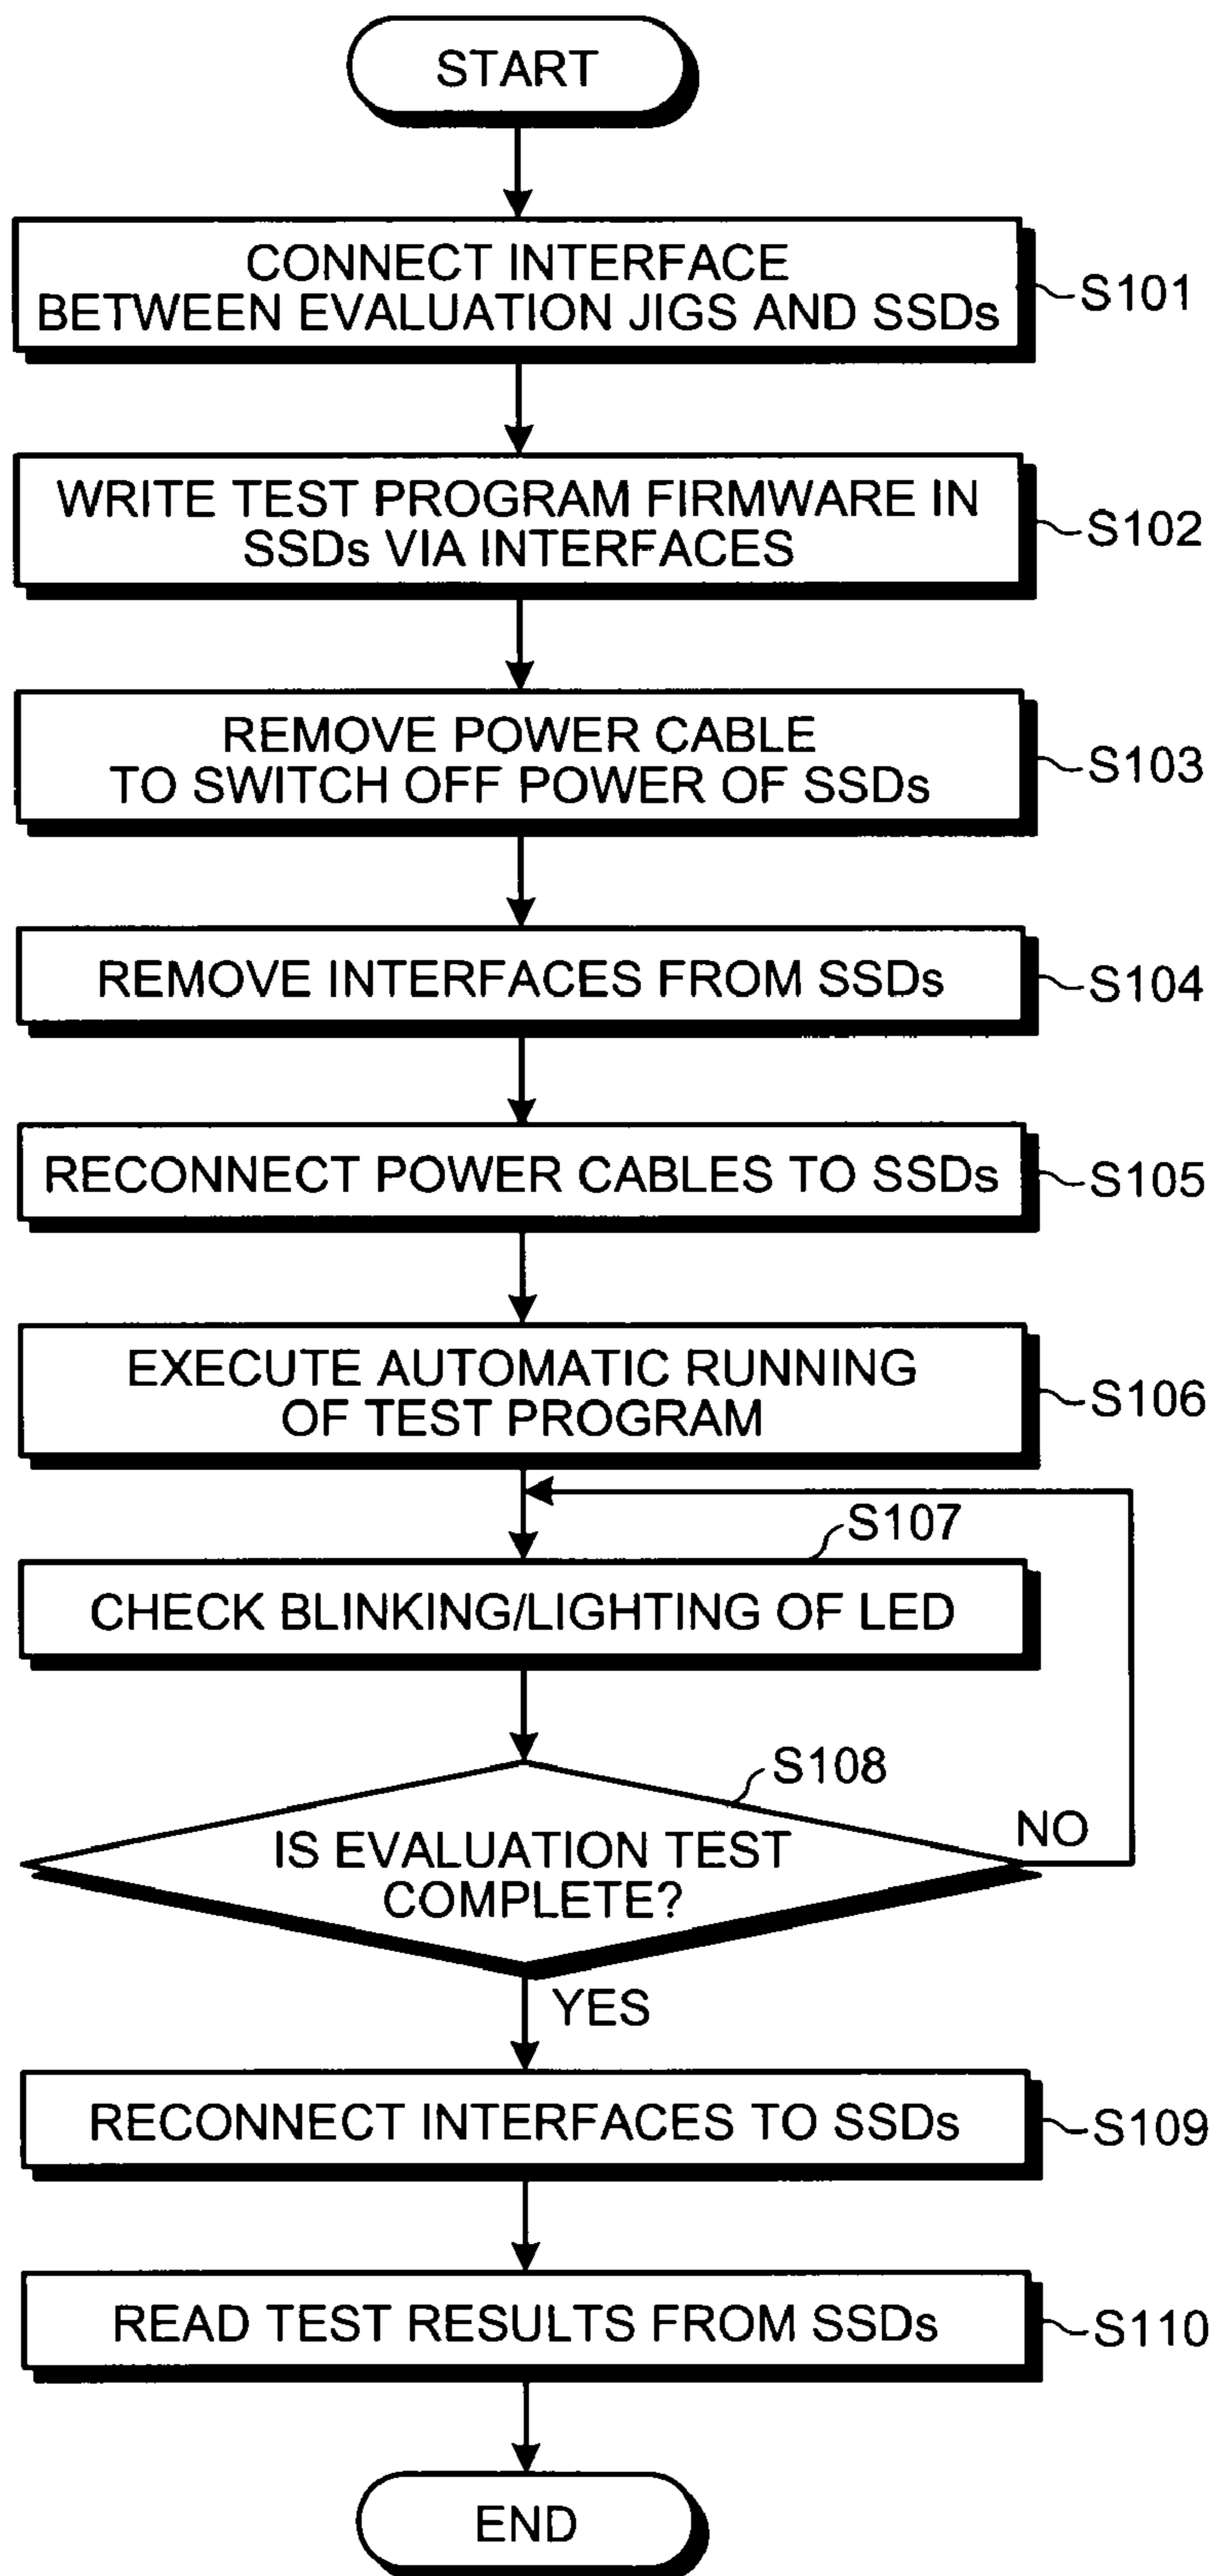 START
CONNECT INTERFACE
BETWEEN EVALUATION JIGS AND SSDs
S101
WRITE TEST PROGRAM FIRMWARE IN
SSDs VIA INTERFACES
S102
REMOVE POWER CABLE
TO SWITCH OFF POWER OF SSDs
S103
REMOVE INTERFACES FROM SSDs
S104
RECONNECT POWER CABLES TO SSDs
S105
EXECUTE AUTOMATIC RUNNING
OF TEST PROGRAM
S106
S107
CHECK BLINKING/LIGHTING OF LED
S108
IS EVALUATION TEST
COMPLETE?
NO
YES
RECONNECT INTERFACES TO SSDs
S109
READ TEST RESULTS FROM SSDs
S110
END